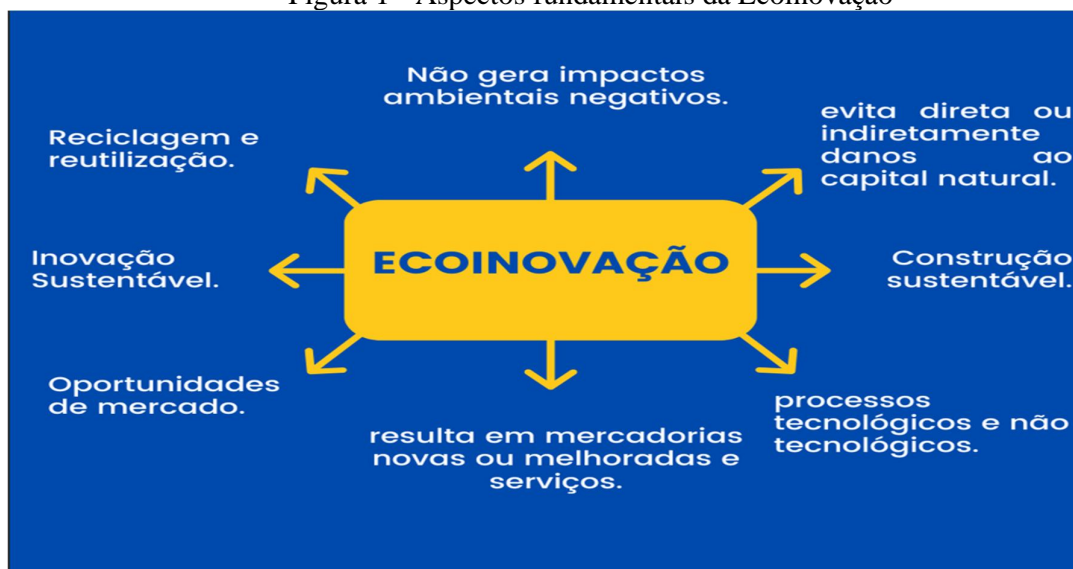 Figura 1 - Aspectos fundamentais da Ecoinovação
Não gera impactos
ambientais negativos.
evita direta ou
indiretamente
danos ao
capital natural.
Reciclagem e
reutilização.
ECOINOVAÇÃO
Inovação
Sustentável.
Construção
sustentável.
Oportunidades
de mercado.
processos
tecnológicos e não
tecnológicos.
resulta em mercadorias
novas ou melhoradas e
serviços.